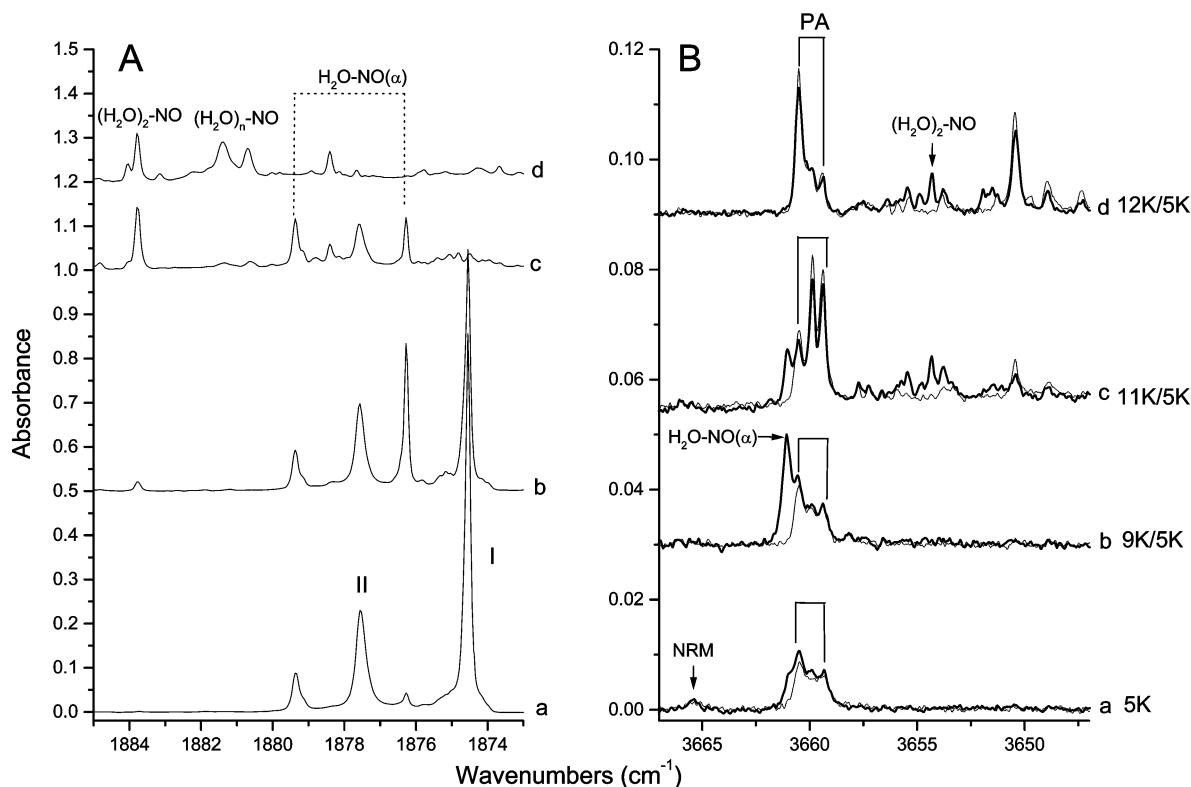 A
1.5
1.4
1.3
1.2
1.1
1.0
0.9
0.8
0.7
0.6
0.5
0.4
0.3
0.2
0.1
0.0
Absorbance
(H₂O)₂-NO
(H₂O)ₙ-NO
H₂O-NO(α)
d
c
b
a
II
I
1884 1882 1880 1878 1876 1874
B
PA
0.12
0.10
0.08
0.06
0.04
0.02
0.00
(H₂O)₂-NO
d 12K/5K
c 11K/5K
H₂O-NO(α)
b 9K/5K
NRM
a 5K
3665 3660 3655 3650
Wavenumbers (cm⁻¹)